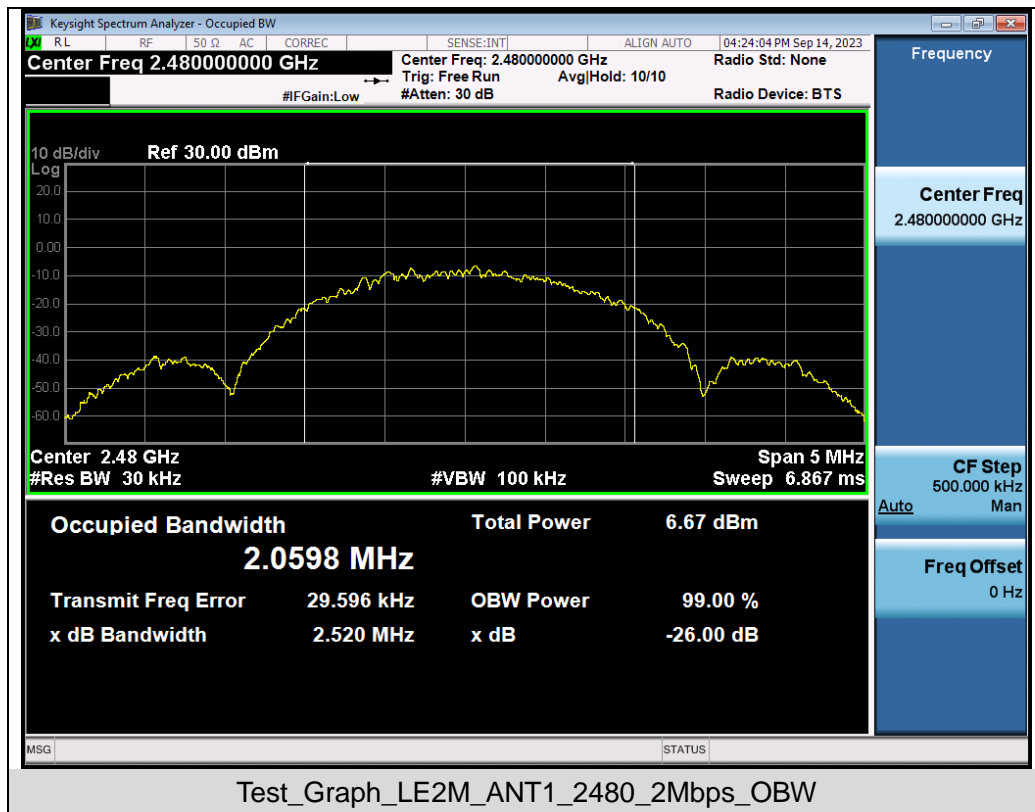 Keysight Spectrum Analyzer - Occupied BW
LXI RL RF 50 Ω AC CORREC SENSE:INT ALIGN AUTO 04:24:04 PM Sep 14, 2023
Center Freq 2.480000000 GHz
Center Freq: 2.480000000 GHz
Radio Std: None
Trig: Free Run Avg|Hold: 10/10
#IFGain:Low #Atten: 30 dB Radio Device: BTS
10 dB/div Ref 30.00 dBm
Log
20.0
10.0
0.00
-10.0
-20.0
-30.0
-40.0
-50.0
-60.0
Center 2.48 GHz Span 5 MHz
#Res BW 30 kHz #VBW 100 kHz Sweep 6.867 ms
Occupied Bandwidth Total Power 6.67 dBm
2.0598 MHz
Transmit Freq Error 29.596 kHz OBW Power 99.00 %
x dB Bandwidth 2.520 MHz x dB -26.00 dB
Frequency
Center Freq
2.480000000 GHz
CF Step
500.000 kHz
Auto Man
Freq Offset
0 Hz
MSG STATUS
Test_Graph_LE2M_ANT1_2480_2Mbps_OBW